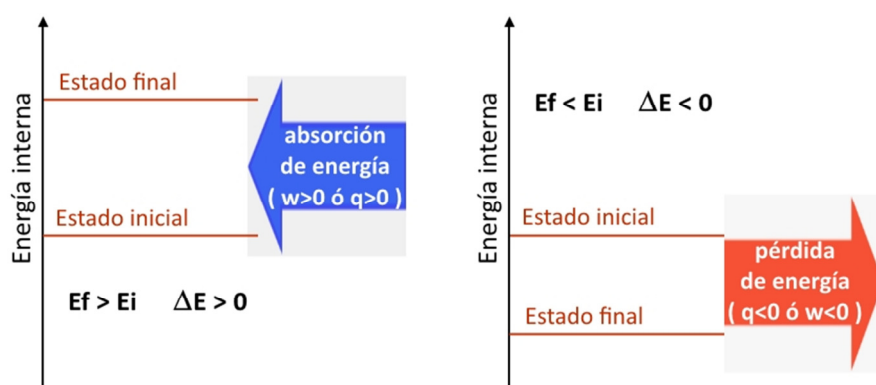 Energía interna
Estado final
absorción
de energía
( w>0 ó q>0 )
Estado inicial
Ef > Ei ΔE > 0
Energía interna
Ef < Ei ΔE < 0
Estado inicial
pérdida
de energía
( q<0 ó w<0 )
Estado final